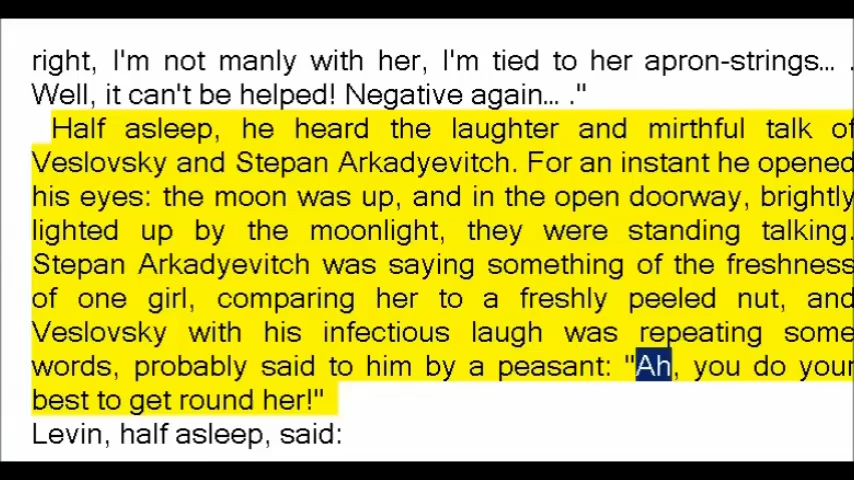 right, I'm not manly with her, I'm tied to her apron-strings... .
Well, it can't be helped! Negative again... ."
Half asleep, he heard the laughter and mirthful talk of
Veslovsky and Stepan Arkadyevitch. For an instant he opened
his eyes: the moon was up, and in the open doorway, brightly
lighted up by the moonlight, they were standing talking.
Stepan Arkadyevitch was saying something of the freshness
of one girl, comparing her to a freshly peeled nut, and
Veslovsky with his infectious laugh was repeating some
words, probably said to him by a peasant: "Ah, you do your
best to get round her!"
Levin, half asleep, said: